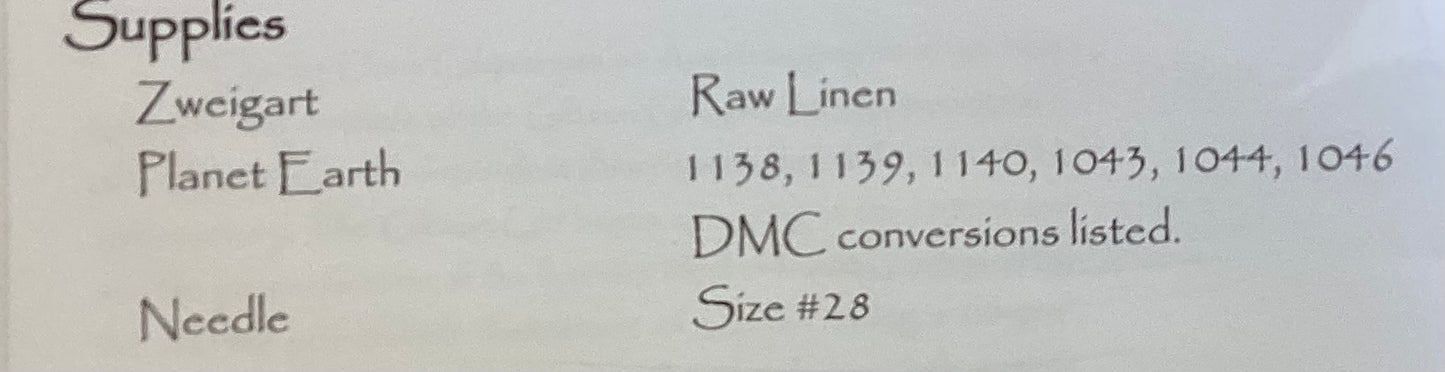 Supplies
Zweigart Raw Linen
Planet Earth 1138, 1139, 1140, 1043, 1044, 1046
DMC conversions listed.
Needle Size #28